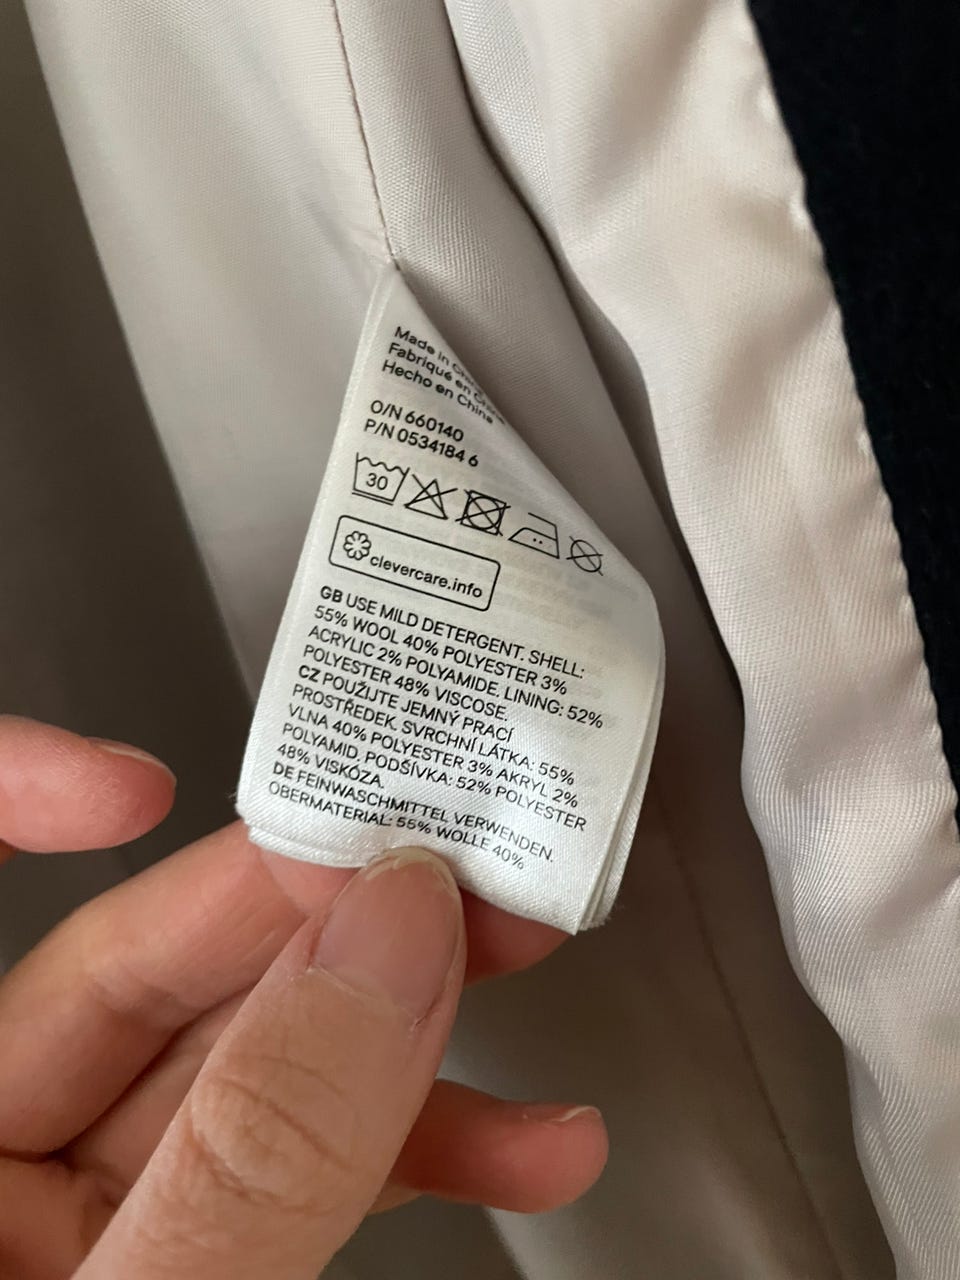 Made in China
Fabriqué en Chine
Hecho en China
O/N 660140
P/N 0534184 6
30
clevercare.info
GB USE MILD DETERGENT. SHELL:
55% WOOL 40% POLYESTER 3%
ACRYLIC 2% POLYAMIDE. LINING: 52%
POLYESTER 48% VISCOSE.
CZ POUŽIJTE JEMNÝ PRACÍ
PROSTŘEDEK. SVRCHNÍ LÁTKA: 55%
VLNA 40% POLYESTER 3% AKRYL 2%
POLYAMID. PODŠÍVKA: 52% POLYESTER
48% VISKÓZA.
DE FEINWASCHMITTEL VERWENDEN.
OBERMATERIAL: 55% WOLLE 40%